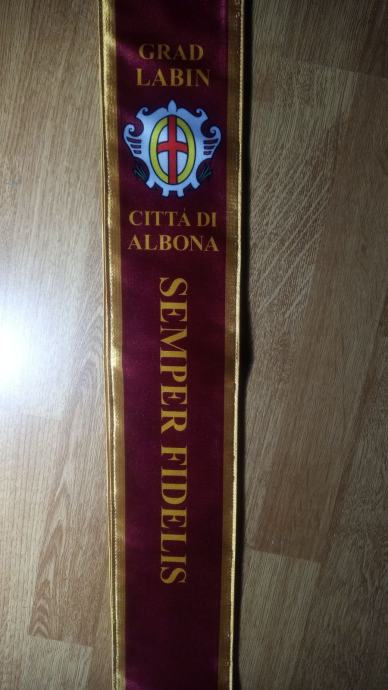 GRAD
LABIN
CITTÀ DI
ALBONA
SEMPER FIDELIS